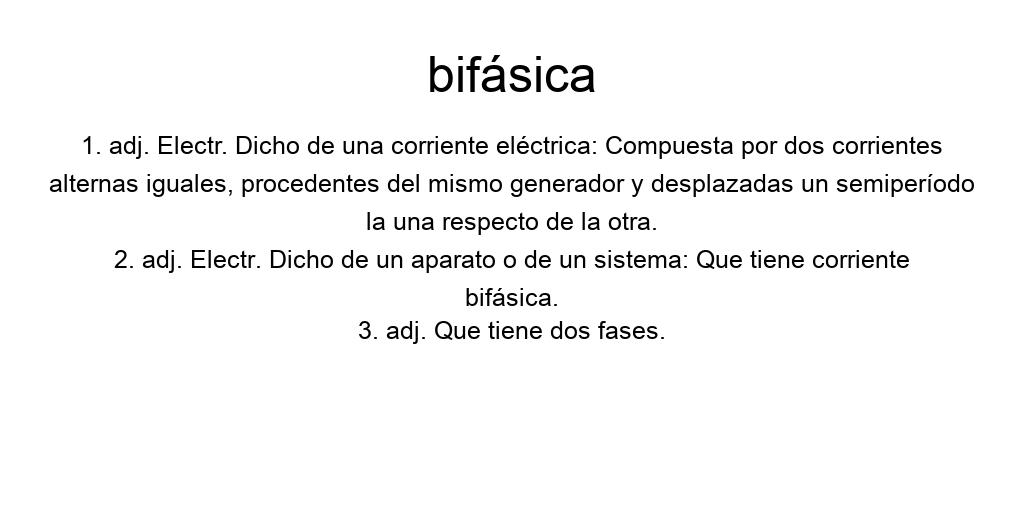 bifásica
1. adj. Electr. Dicho de una corriente eléctrica: Compuesta por dos corrientes
alternas iguales, procedentes del mismo generador y desplazadas un semiperíodo
la una respecto de la otra.
2. adj. Electr. Dicho de un aparato o de un sistema: Que tiene corriente
bifásica.
3. adj. Que tiene dos fases.